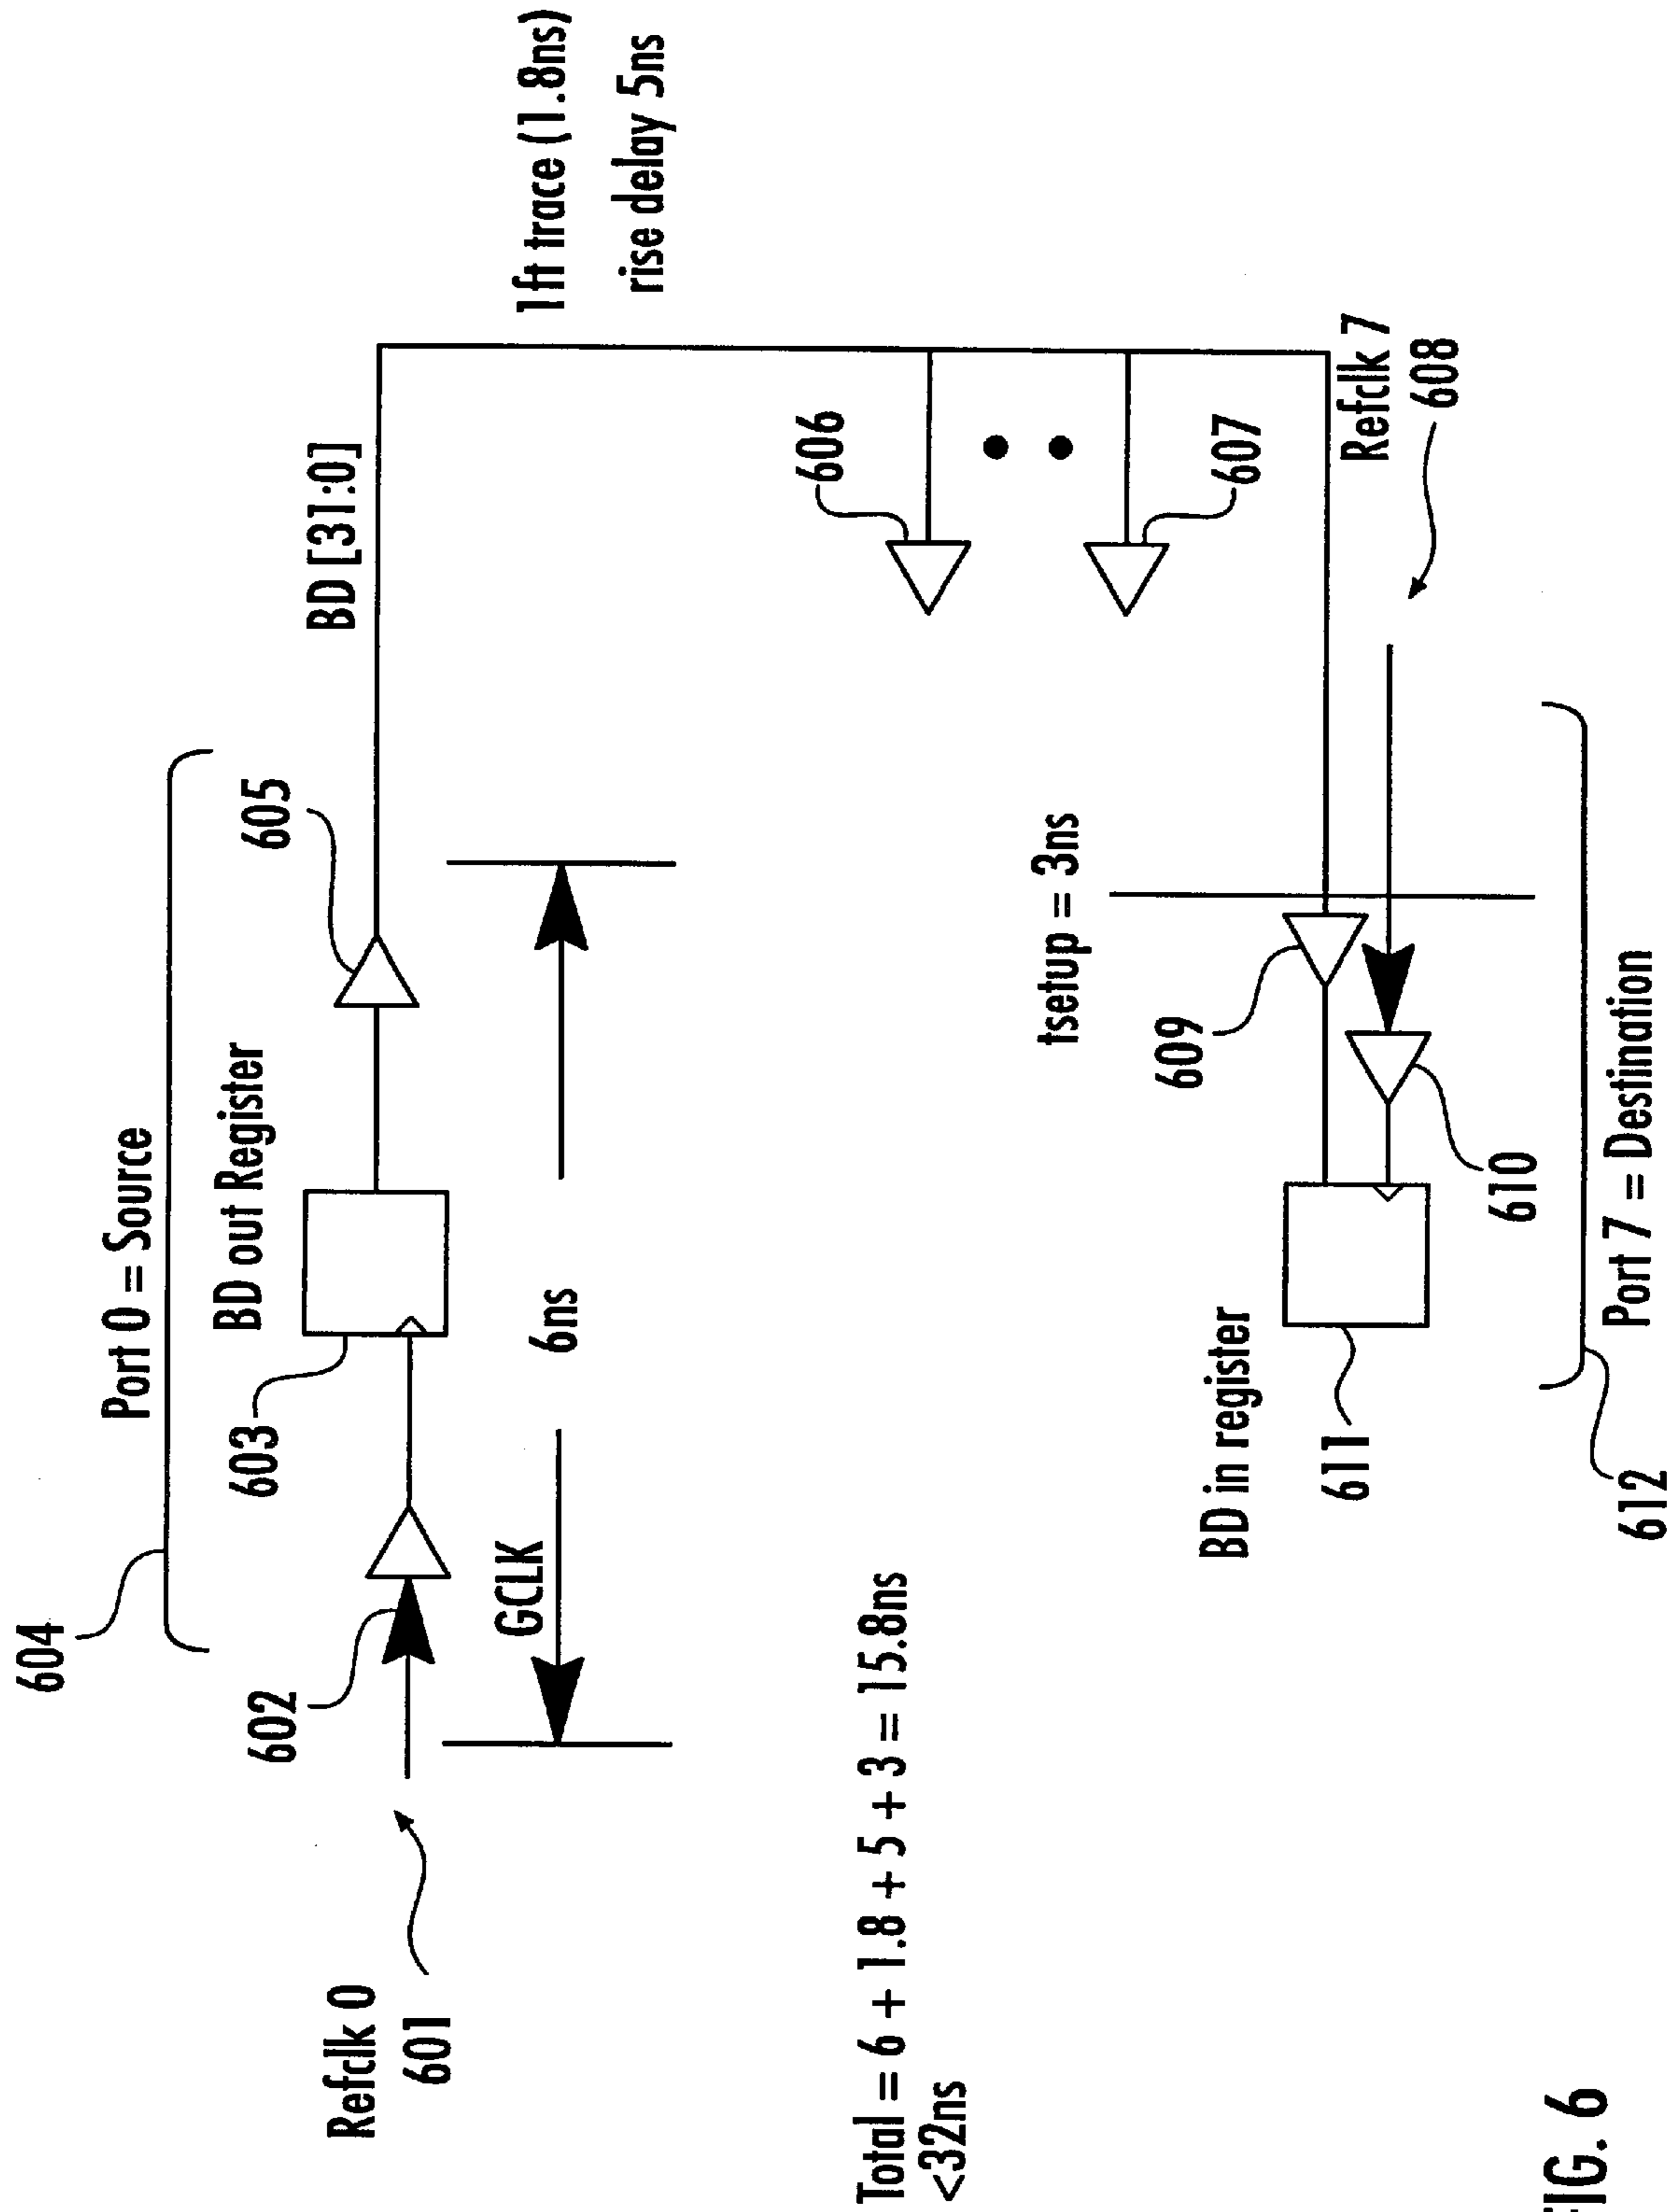 604
Port 0 = Source
Refclk 0
601
602
603
BD out Register
605
BD [31:0]
GCLK
6ns
1ft trace (1.8ns)
rise delay 5ns
606
607
Total = 6 + 1.8 + 5 + 3 = 15.8ns
<32ns
tsetup = 3ns
BD in register
609
Refclk 7
608
611
610
612
Port 7 = Destination
FIG. 6